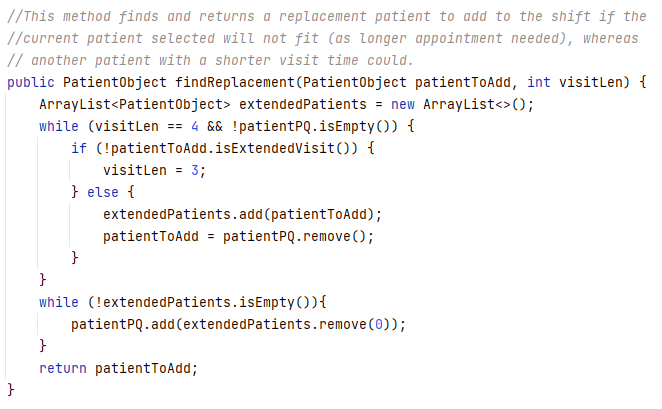 //This method finds and returns a replacement patient to add to the shift if the
//current patient selected will not fit (as longer appointment needed), whereas
// another patient with a shorter visit time could.
public PatientObject findReplacement(PatientObject patientToAdd, int visitLen) {
    ArrayList<PatientObject> extendedPatients = new ArrayList<>();
    while (visitLen == 4 && !patientPQ.isEmpty()) {
        if (!patientToAdd.isExtendedVisit()) {
            visitLen = 3;
        } else {
            extendedPatients.add(patientToAdd);
            patientToAdd = patientPQ.remove();
        }
    }
    while (!extendedPatients.isEmpty()){
        patientPQ.add(extendedPatients.remove(0));
    }
    return patientToAdd;
}